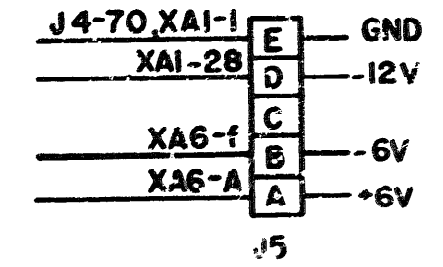 J4-70,XA1-1 E GND
XA1-28 D -12V
C
XA6-f B -6V
XA6-A A +6V
J5